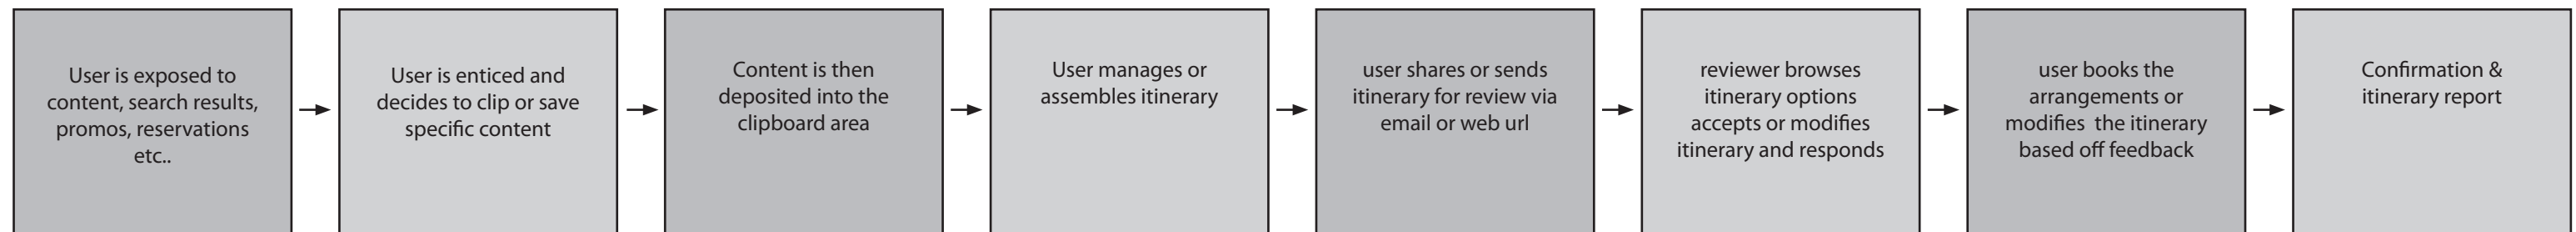 User is exposed to
content, search results,
promos, reservations
etc..
User is enticed and
decides to clip or save
specific content
Content is then
deposited into the
clipboard area
User manages or
assembles itinerary
user shares or sends
itinerary for review via
email or web url
reviewer browses
itinerary options
accepts or modifies
itinerary and responds
user books the
arrangements or
modifies  the itinerary
based off feedback
Confirmation &
itinerary report